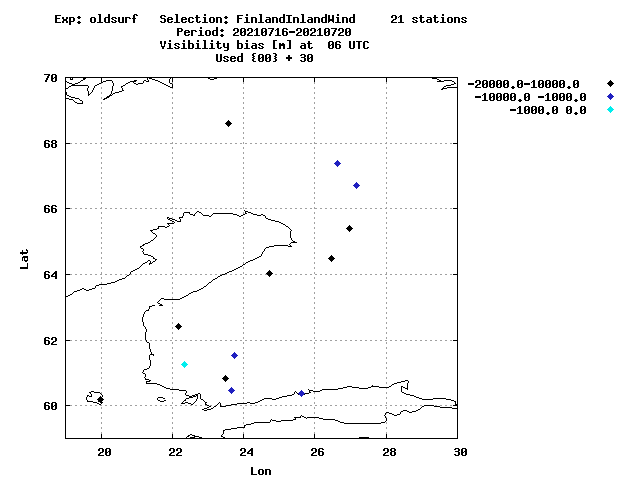 Exp: oldsurf   Selection: FinlandInlandWind     21 stations
Period: 20210716-20210720
Visibility bias [m] at  06 UTC
Used {00} + 30
-20000.0-10000.0
-10000.0 -1000.0
-1000.0 0.0
70
68
66
64
62
60
Lat
20 22 24 26 28 30
Lon